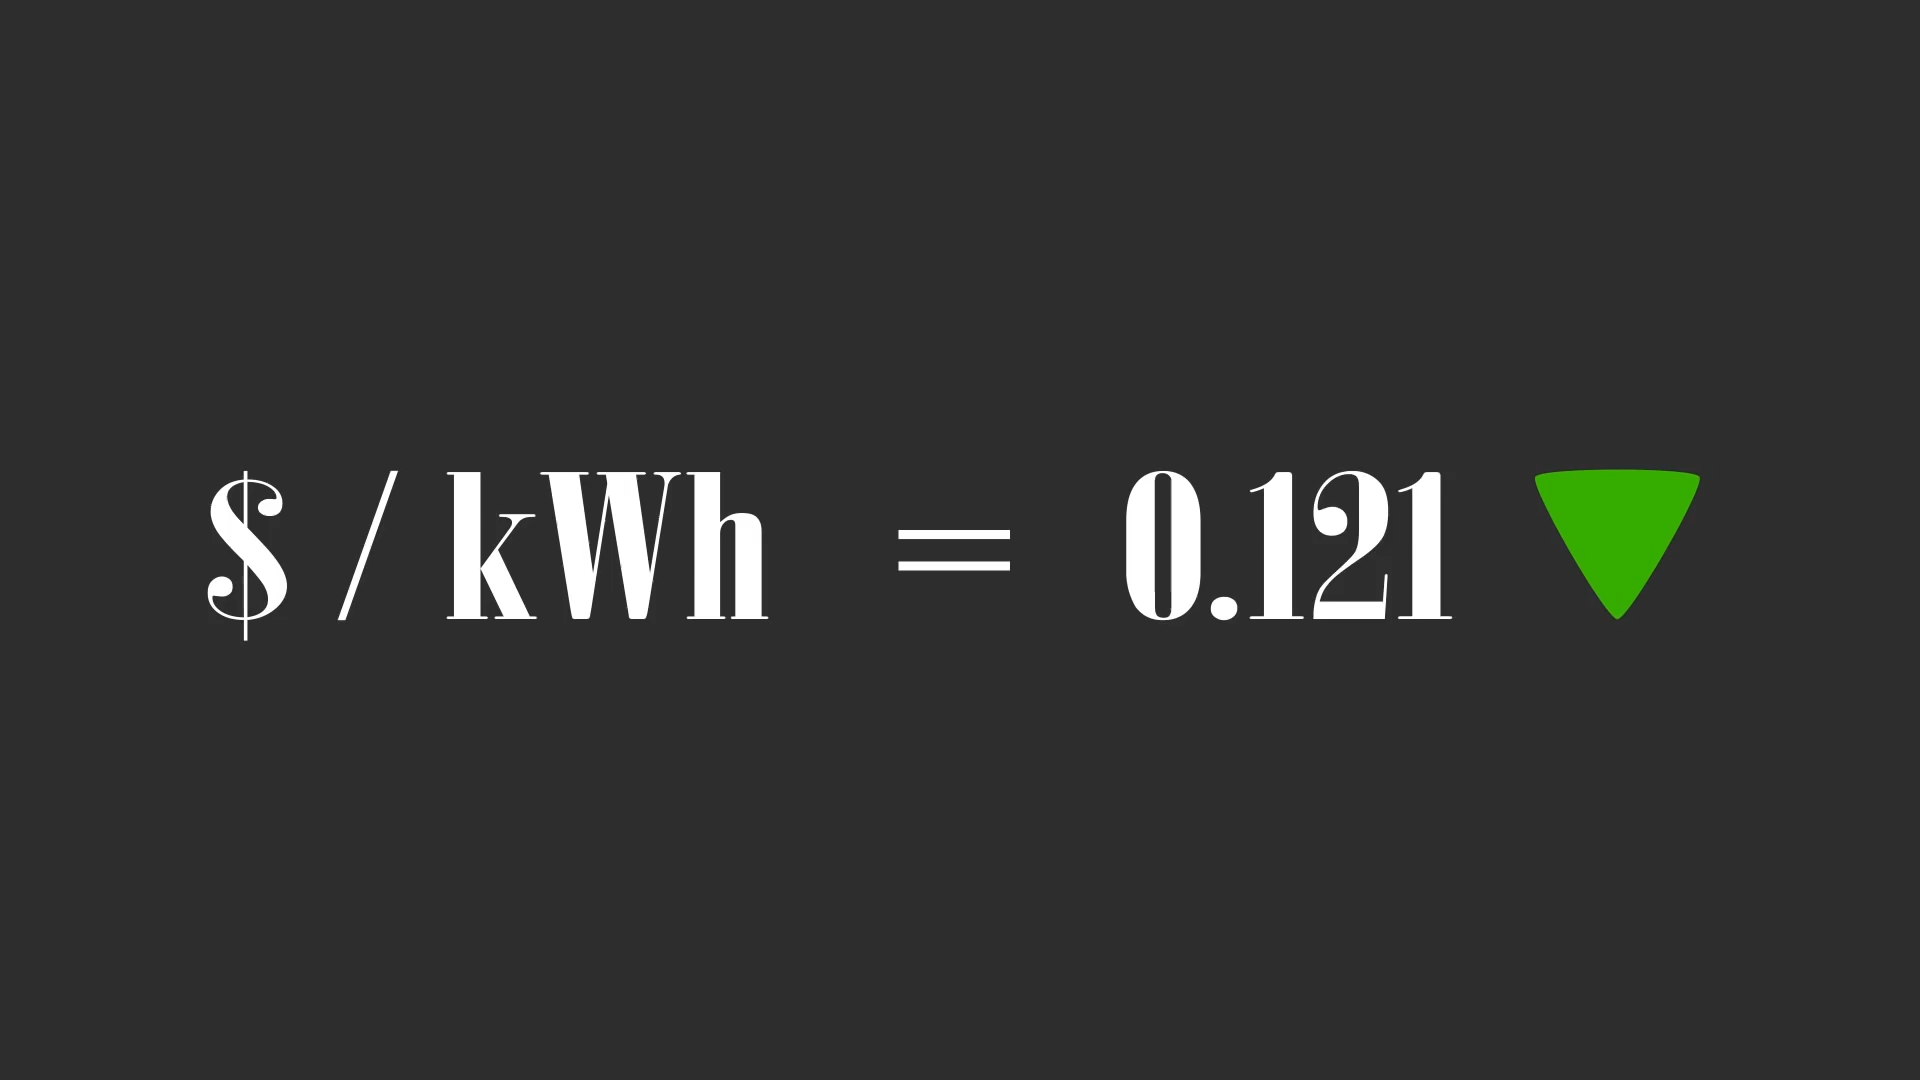 $ / kWh = 0.121